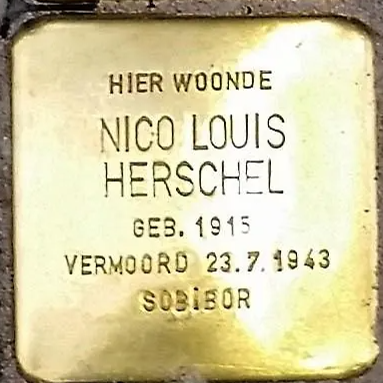 HIER WOONDE
NICO LOUIS
HERSCHEL
GEB. 1915
VERMOORD 23.7.1943
SOBIBOR